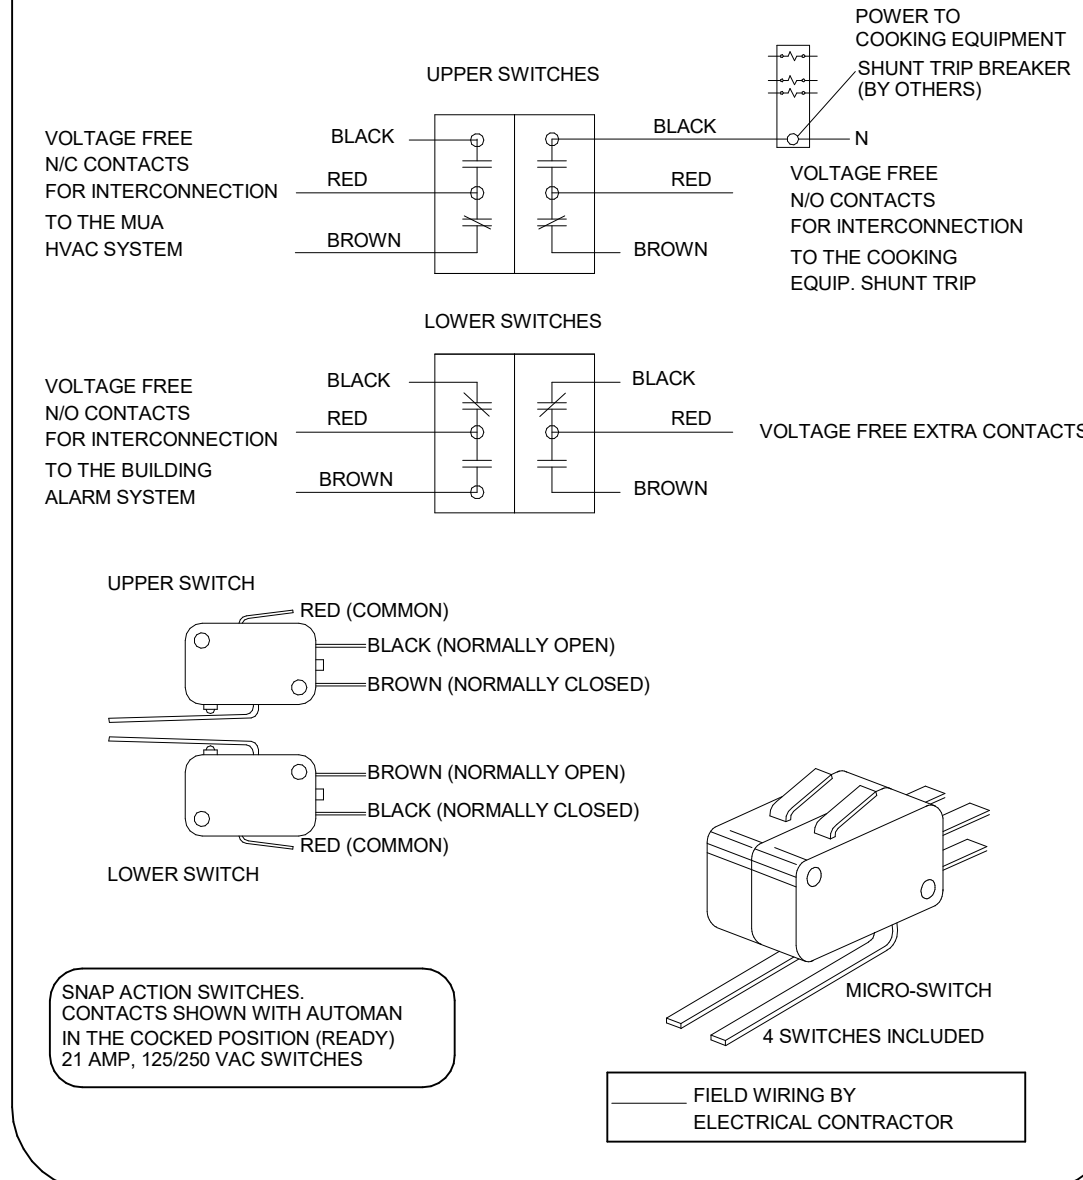 POWER TO
COOKING EQUIPMENT
SHUNT TRIP BREAKER
(BY OTHERS)
N
UPPER SWITCHES
VOLTAGE FREE
N/C CONTACTS
FOR INTERCONNECTION
TO THE MUA
HVAC SYSTEM
BLACK
RED
BROWN
BLACK
RED
BROWN
VOLTAGE FREE
N/O CONTACTS
FOR INTERCONNECTION
TO THE COOKING
EQUIP. SHUNT TRIP
LOWER SWITCHES
VOLTAGE FREE
N/O CONTACTS
FOR INTERCONNECTION
TO THE BUILDING
ALARM SYSTEM
BLACK
RED
BROWN
BLACK
RED
BROWN
VOLTAGE FREE EXTRA CONTACTS
UPPER SWITCH
RED (COMMON)
BLACK (NORMALLY OPEN)
BROWN (NORMALLY CLOSED)
BROWN (NORMALLY OPEN)
BLACK (NORMALLY CLOSED)
RED (COMMON)
LOWER SWITCH
SNAP ACTION SWITCHES.
CONTACTS SHOWN WITH AUTOMAN
IN THE COCKED POSITION (READY)
21 AMP, 125/250 VAC SWITCHES
MICRO-SWITCH
4 SWITCHES INCLUDED
FIELD WIRING BY
ELECTRICAL CONTRACTOR